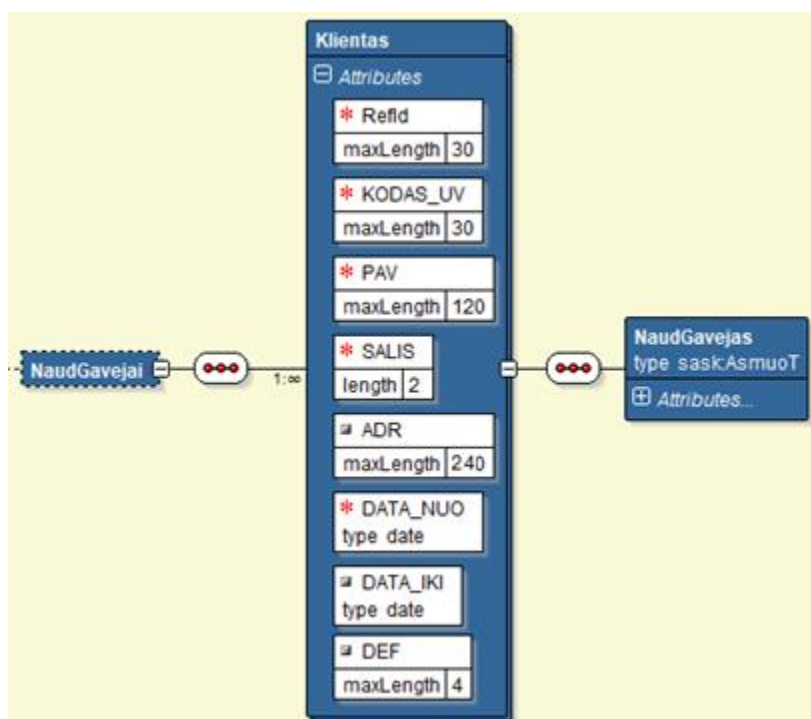 Klientas
Attributes
* RefId
maxLength 30
* KODAS_UV
maxLength 30
* PAV
maxLength 120
* SALIS
length 2
ADR
maxLength 240
* DATA_NUO
type date
DATA_IKI
type date
DEF
maxLength 4
NaudGavejai
1:∞
NaudGavejas
type sask:AsmuoT
Attributes...